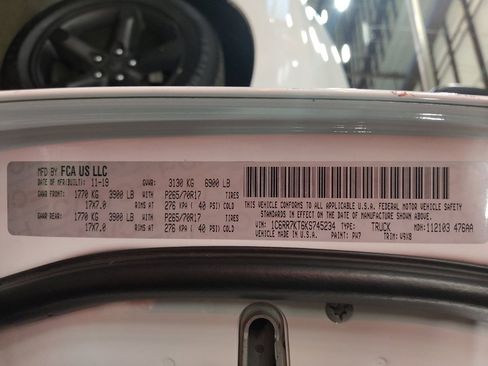 MFD BY FCA US LLC
DATE OF MFR(BUILT): 11-19 GVWR: 3130 KG 6900 LB
GAWR FRONT: 1770 KG 3900 LB WITH P265/70R17 TIRES
17X7.0 RIMS AT 276 KPA ( 40 PSI) COLD
GAWR REAR: 1770 KG 3900 LB WITH P265/70R17 TIRES
17X7.0 RIMS AT 276 KPA ( 40 PSI) COLD
THIS VEHICLE CONFORMS TO ALL APPLICABLE U.S.A. FEDERAL MOTOR VEHICLE SAFETY
STANDARDS IN EFFECT ON THE DATE OF MANUFACTURE SHOWN ABOVE.
VIN: 1C6RR7KT6KS745234 TYPE: TRUCK MDH: 112103 476AA
MADE IN U.S.A. PAINT: PW7 TRIM: V9X8